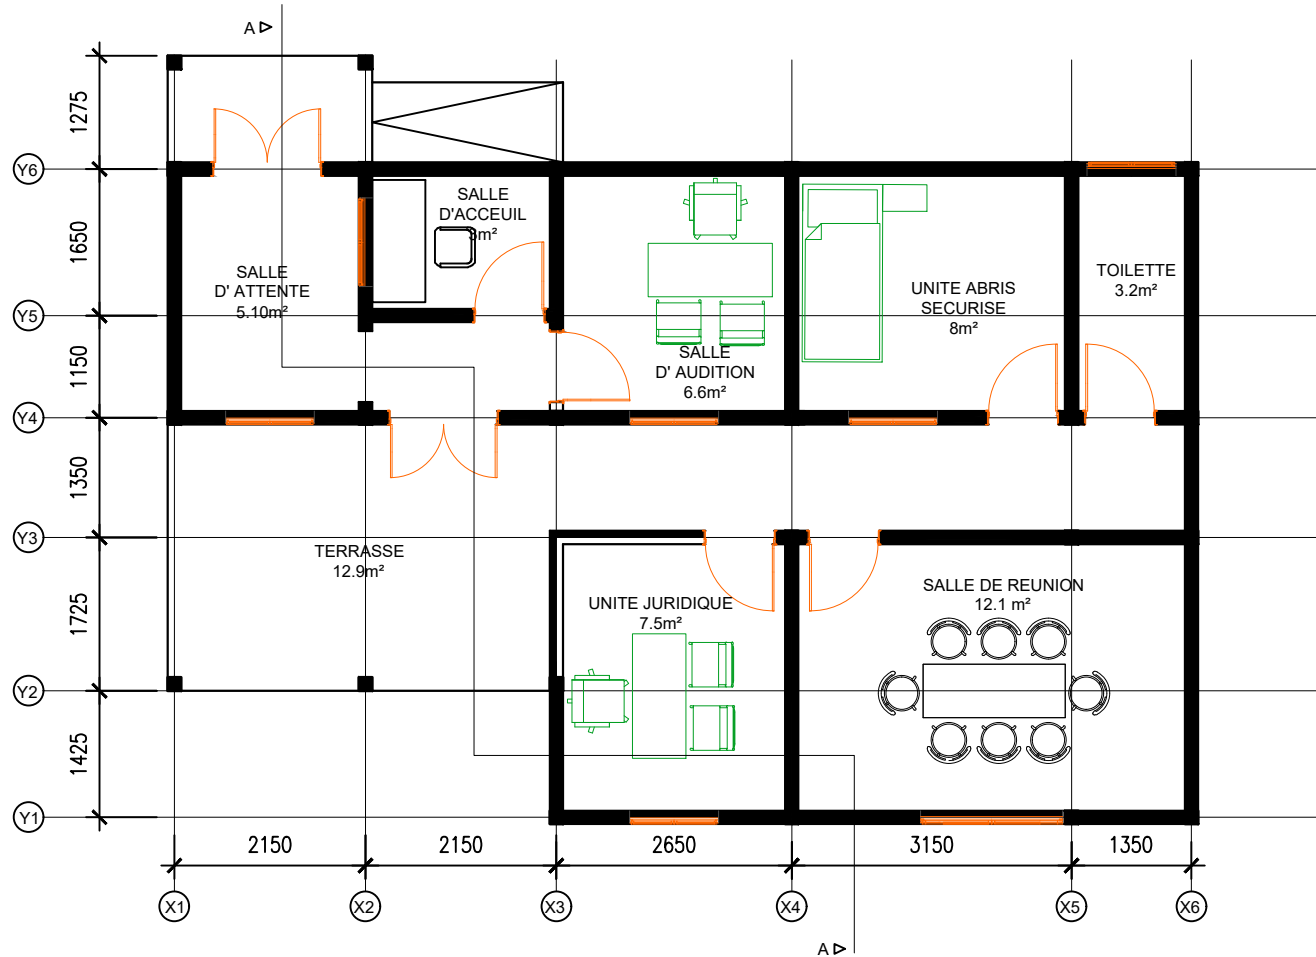 A
1275
Y6
SALLE
D'ACCEUIL
3m²
1650
SALLE
D' ATTENTE
5.10m²
TOILETTE
3.2m²
UNITE ABRIS
SECURISE
8m²
Y5
1150
SALLE
D' AUDITION
6.6m²
Y4
1350
Y3
TERRASSE
12.9m²
SALLE DE REUNION
12.1 m²
1725
UNITE JURIDIQUE
7.5m²
Y2
1425
Y1
2150
2150
2650
3150
1350
X1
X2
X3
X4
X5
X6
A